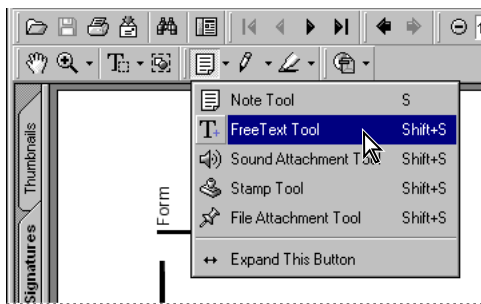 Note Tool S
FreeText Tool Shift+S
Sound Attachment Tool Shift+S
Stamp Tool Shift+S
File Attachment Tool Shift+S
Expand This Button
Thumbnails
Signatures
Form